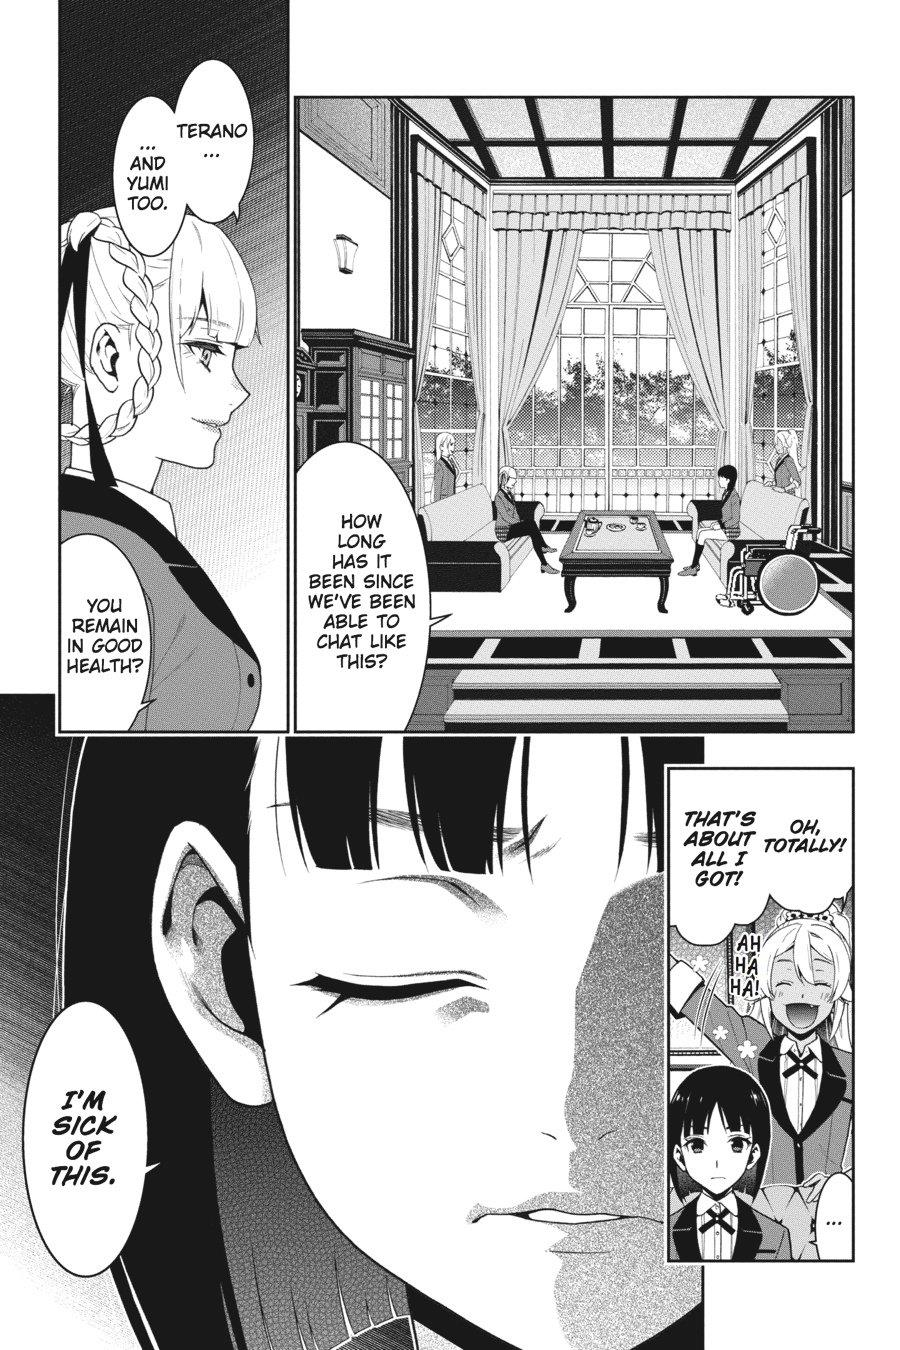 HOW
LONG
HAS IT
BEEN SINCE
WE'VE BEEN
ABLE TO
CHAT LIKE
THIS?
TERANO
...
...
AND
YUMI
TOO.
YOU
REMAIN
IN GOOD
HEALTH?
OH,
TOTALLY!
THAT'S
ABOUT
ALL I
GOT!
AH
HA
HA!
...
I'M
SICK
OF
THIS.